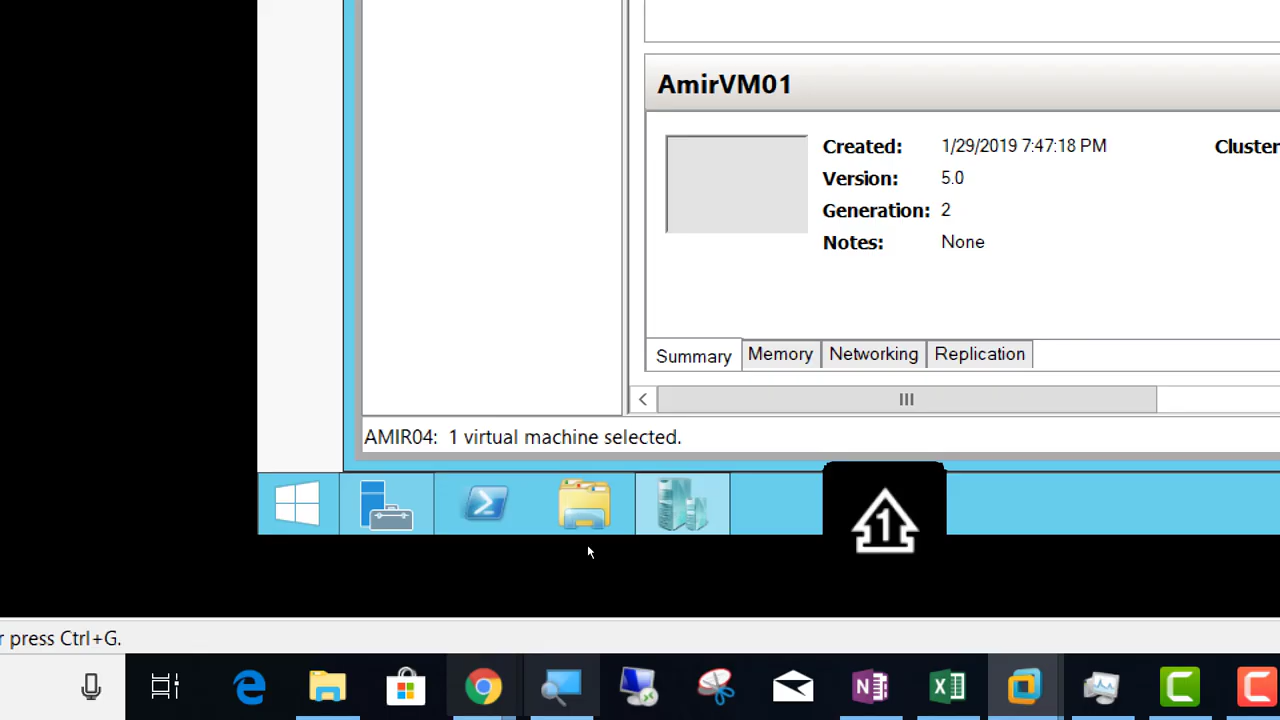 AmirVM01
Created: 1/29/2019 7:47:18 PM Cluster
Version: 5.0
Generation: 2
Notes: None
Summary Memory Networking Replication
AMIR04: 1 virtual machine selected.
1
r press Ctrl+G.